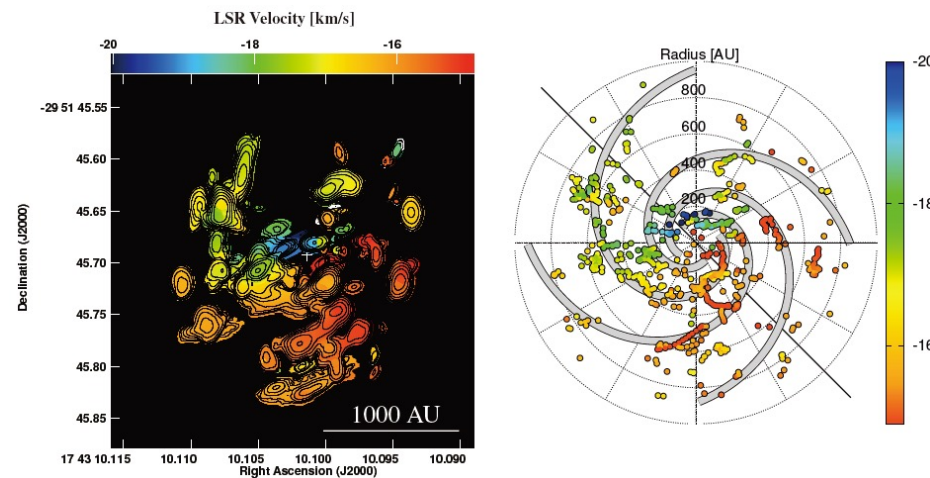 LSR Velocity [km/s]
-20 -18 -16
-29 51 45.55
45.60
45.65
45.70
45.75
45.80
45.85
Declination (J2000)
1000 AU
17 43 10.115 10.110 10.105 10.100 10.095 10.090
Right Ascension (J2000)
Radius [AU]
800
600
400
200
-20
-18
-16